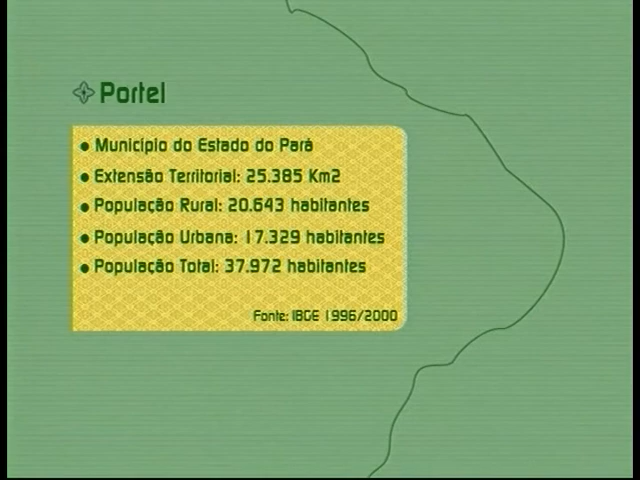 Portel
• Município do Estado do Pará
• Extensão Territorial: 25.385 Km2
• População Rural: 20.643 habitantes
• População Urbana: 17.329 habitantes
• População Total: 37.972 habitantes
Fonte: IBGE 1996/2000